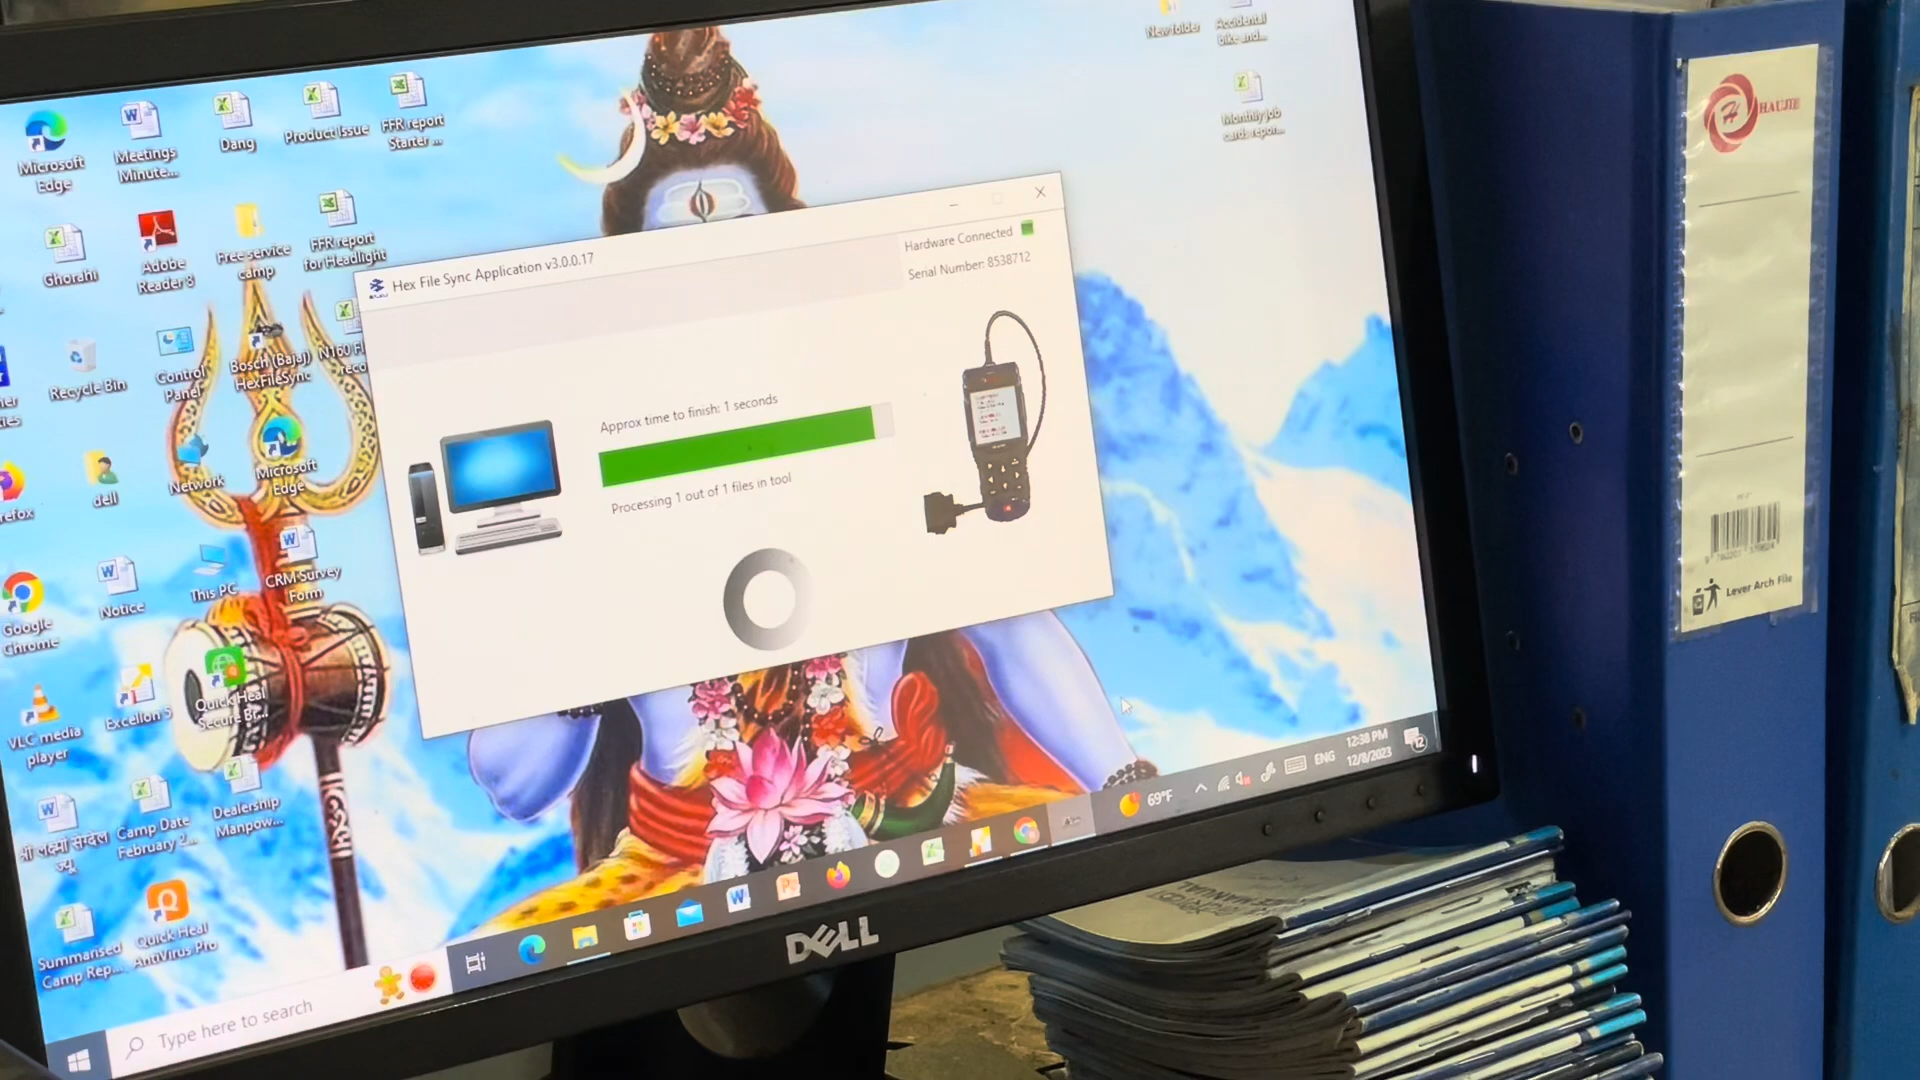 New folder
Accidental
bike and...
Monthly job
cards repor...
Microsoft
Edge
Meetings
Minute...
Dang
Product Issue
FFR report
Starter ...
Ghorahi
Adobe
Reader 8
Free service
camp
FFR report
for Headlight
Recycle Bin
Control
Panel
Bosch (Bajaj)
HexFileSync
Network
dell
Microsoft
Edge
Google
Chrome
Notice
This PC
CRM Survey
Form
VLC media
player
Excellon 5
Quick Heal
Secure Br...
श्री लक्ष्मी
Camp Date
February 2...
Dealership
Manpow...
Summarised
Camp Rep...
Quick Heal
AntiVirus Pro
Hex File Sync Application v3.0.0.17
Hardware Connected
Serial Number: 8538712
Approx time to finish: 1 seconds
Processing 1 out of 1 files in tool
Type here to search
69°F
ENG
12:38 PM
12/8/2023
12
DELL
HAUJIE
Lever Arch File
MANUAL